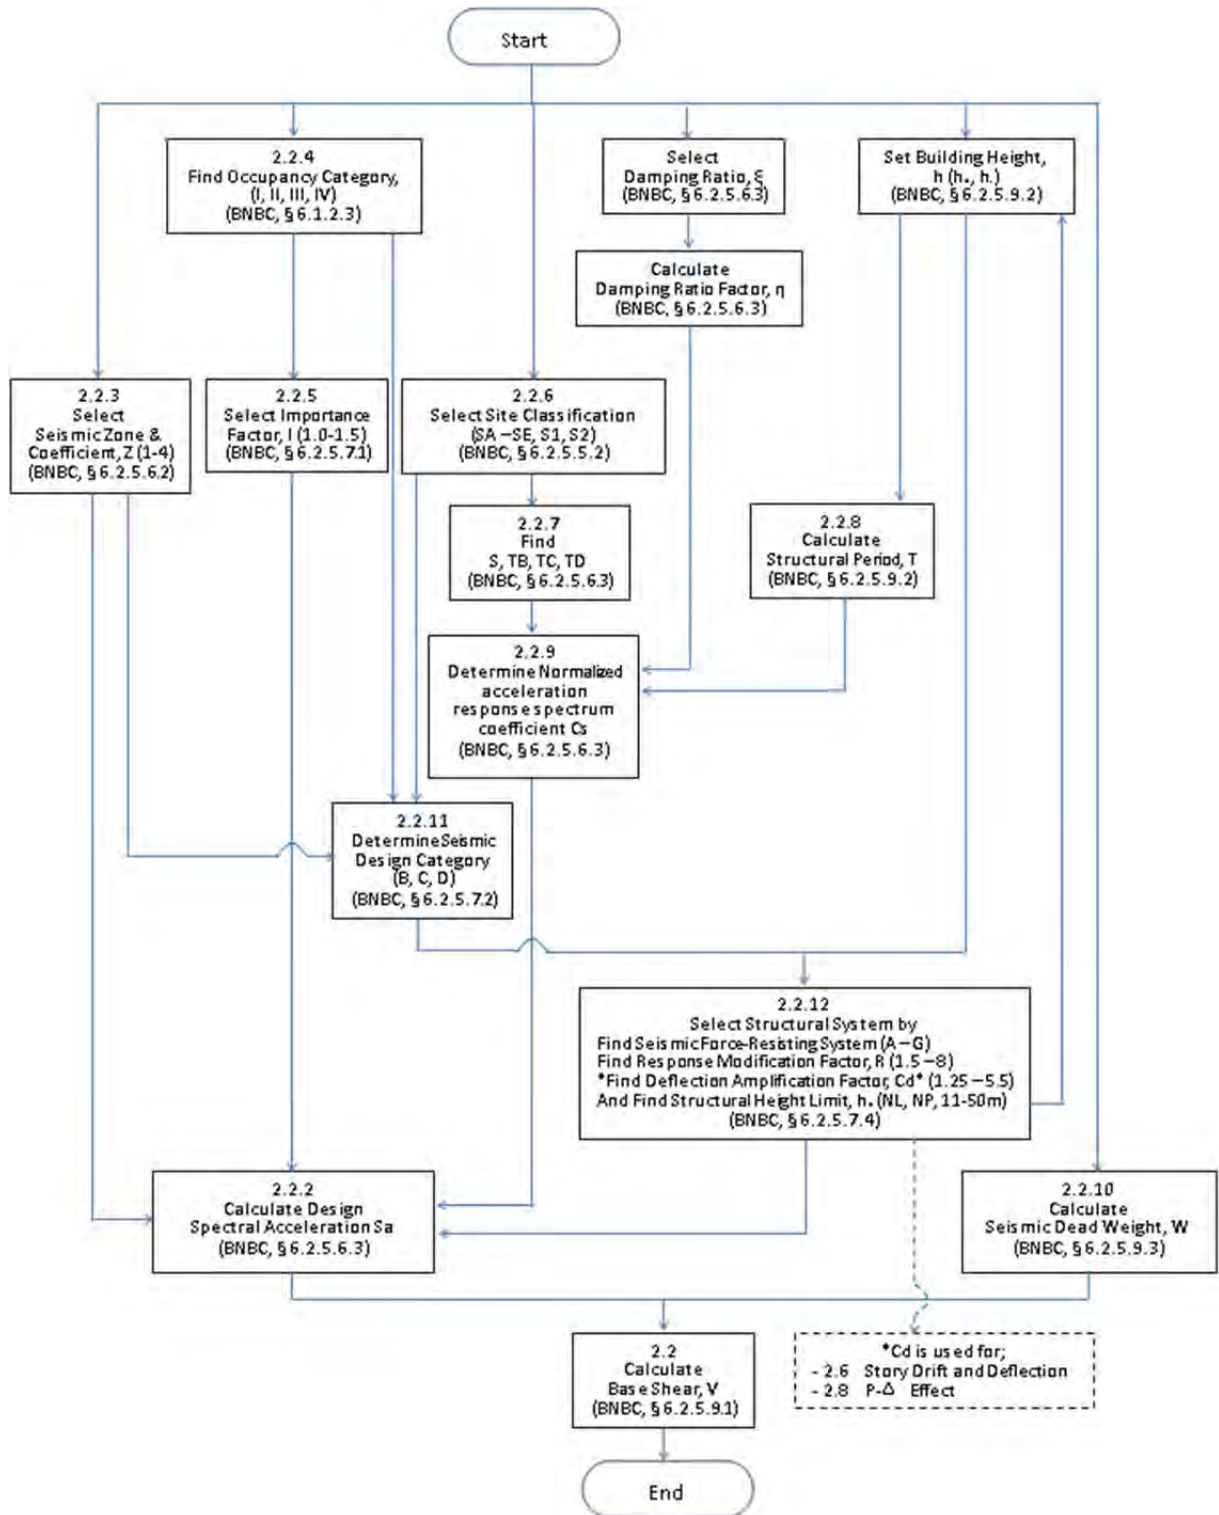 Start
2.2.4
Find Occupancy Category,
(I, II, III, IV)
(BNBC, §6.1.2.3)
Select
Damping Ratio, ξ
(BNBC, §6.2.5.6.3)
Set Building Height,
(BNBC, §6.2.5.9.2)
Calculate
Damping Ratio Factor, η
(BNBC, §6.2.5.6.3)
2.2.3
Select
Seismic Zone &
Coefficient, Z (1-4)
(BNBC, §6.2.5.6.2)
2.2.5
Select Importance
Factor, I (1.0-1.5)
(BNBC, §6.2.5.7.1)
2.2.6
Select Site Classification
(SA – SE, S1, S2)
(BNBC, §6.2.5.5.2)
2.2.7
Find
S, TB, TC, TD
(BNBC, §6.2.5.6.3)
2.2.8
Calculate
Structural Period, T
(BNBC, §6.2.5.9.2)
2.2.9
Determine Normalized
acceleration
response spectrum
coefficient Cs
(BNBC, §6.2.5.6.3)
2.2.11
Determine Seismic
Design Category
(B, C, D)
(BNBC, §6.2.5.7.2)
2.2.12
Select Structural System by
Find Seismic Force-Resisting System (A – G)
Find Response Modification Factor, R (1.5 – 8)
*Find Deflection Amplification Factor, Cd* (1.25 – 5.5)
And Find Structural Height Limit, (NL, NP, 11-50m)
(BNBC, §6.2.5.7.4)
2.2.2
Calculate Design
Spectral Acceleration Sa
(BNBC, §6.2.5.6.3)
2.2.10
Calculate
Seismic Dead Weight, W
(BNBC, §6.2.5.9.3)
2.2
Calculate
Base Shear, V
(BNBC, §6.2.5.9.1)
*Cd is used for;
- 2.6 Story Drift and Deflection
- 2.8 P-Δ Effect
End